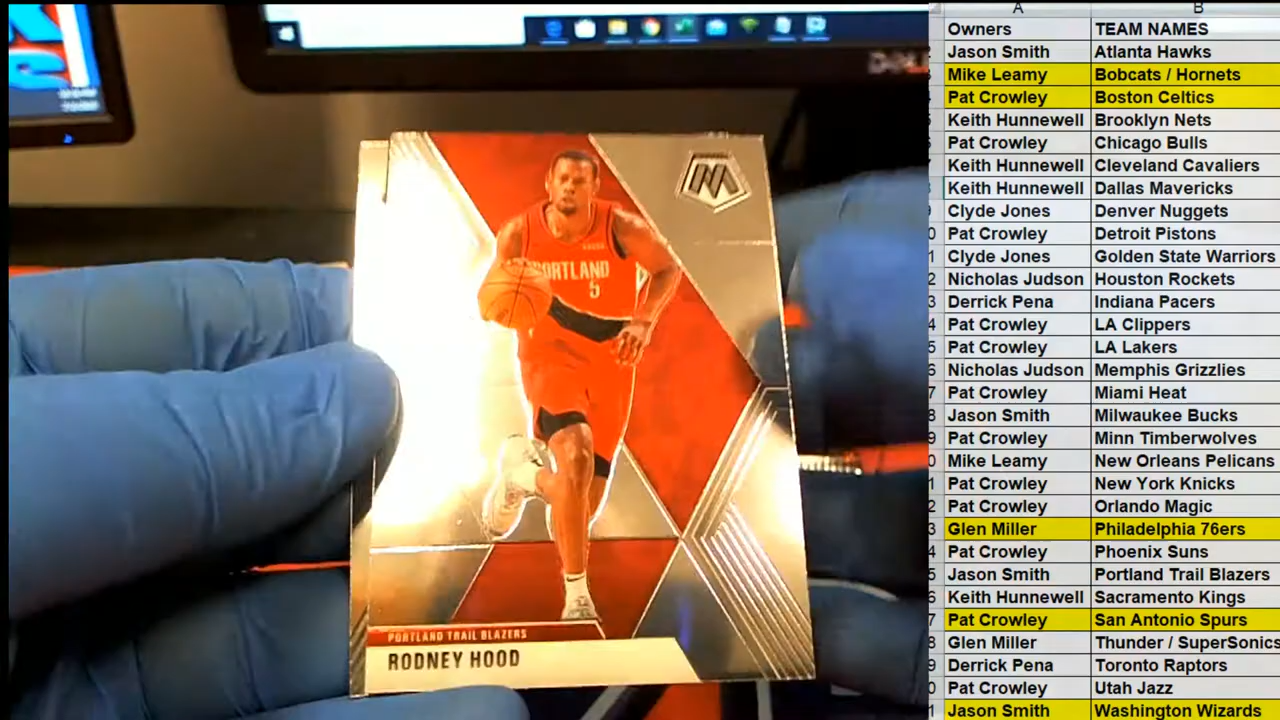 PORTLAND
5
PORTLAND TRAIL BLAZERS
RODNEY HOOD
A B
Owners TEAM NAMES
Jason Smith Atlanta Hawks
Mike Leamy Bobcats / Hornets
Pat Crowley Boston Celtics
Keith Hunnewell Brooklyn Nets
Pat Crowley Chicago Bulls
Keith Hunnewell Cleveland Cavaliers
Keith Hunnewell Dallas Mavericks
Clyde Jones Denver Nuggets
Pat Crowley Detroit Pistons
Clyde Jones Golden State Warriors
Nicholas Judson Houston Rockets
Derrick Pena Indiana Pacers
Pat Crowley LA Clippers
Pat Crowley LA Lakers
Nicholas Judson Memphis Grizzlies
Pat Crowley Miami Heat
Jason Smith Milwaukee Bucks
Pat Crowley Minn Timberwolves
Mike Leamy New Orleans Pelicans
Pat Crowley New York Knicks
Pat Crowley Orlando Magic
Glen Miller Philadelphia 76ers
Pat Crowley Phoenix Suns
Jason Smith Portland Trail Blazers
Keith Hunnewell Sacramento Kings
Pat Crowley San Antonio Spurs
Glen Miller Thunder / SuperSonics
Derrick Pena Toronto Raptors
Pat Crowley Utah Jazz
Jason Smith Washington Wizards